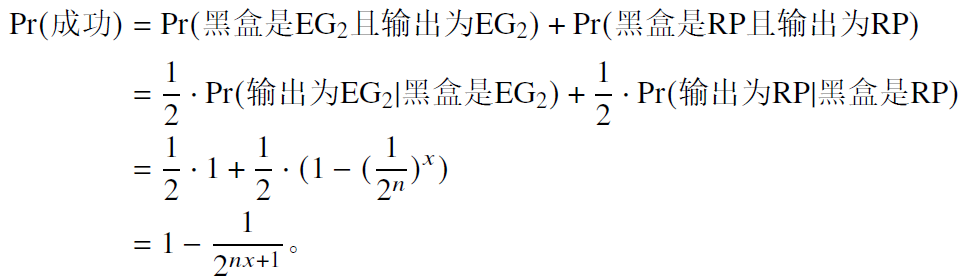 Pr(成功) = Pr(黑盒是EG₂且输出为EG₂) + Pr(黑盒是RP且输出为RP)
= 1/2 · Pr(输出为EG₂|黑盒是EG₂) + 1/2 · Pr(输出为RP|黑盒是RP)
= 1/2 · 1 + 1/2 · (1 − (1/2ⁿ)ˣ)
= 1 − 1/2ⁿˣ⁺¹。